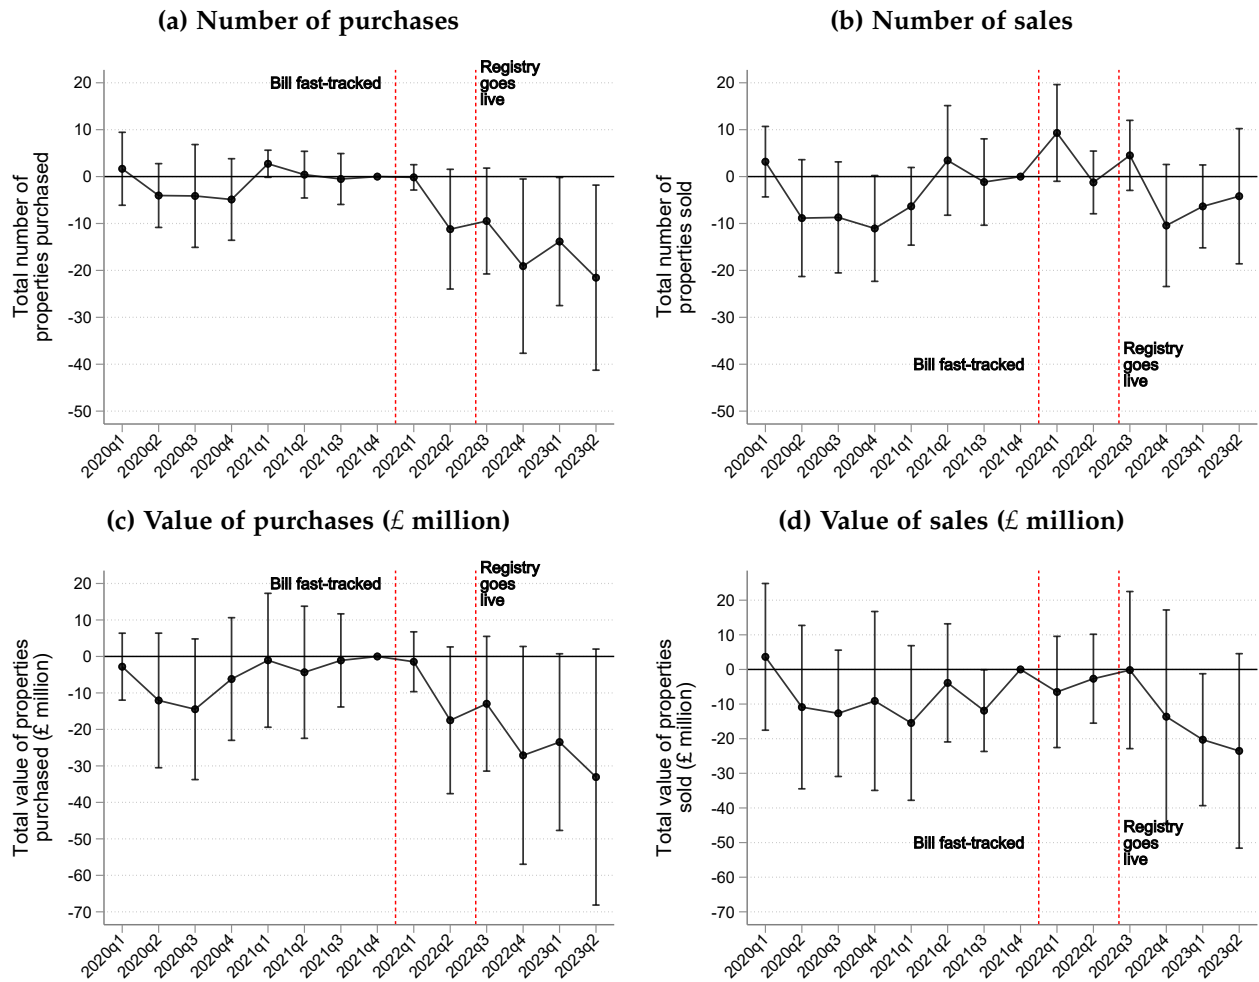 (a) Number of purchases
Total number of
properties purchased
20
10
0
-10
-20
-30
-40
-50
Bill fast-tracked
Registry
goes
live
2020q1
2020q2
2020q3
2020q4
2021q1
2021q2
2021q3
2021q4
2022q1
2022q2
2022q3
2022q4
2023q1
2023q2
(b) Number of sales
Total number of
properties sold
20
10
0
-10
-20
-30
-40
-50
Bill fast-tracked
Registry
goes
live
2020q1
2020q2
2020q3
2020q4
2021q1
2021q2
2021q3
2021q4
2022q1
2022q2
2022q3
2022q4
2023q1
2023q2
(c) Value of purchases (£ million)
Total value of properties
purchased (£ million)
20
10
0
-10
-20
-30
-40
-50
-60
-70
Bill fast-tracked
Registry
goes
live
2020q1
2020q2
2020q3
2020q4
2021q1
2021q2
2021q3
2021q4
2022q1
2022q2
2022q3
2022q4
2023q1
2023q2
(d) Value of sales (£ million)
Total value of properties
sold (£ million)
20
10
0
-10
-20
-30
-40
-50
-60
-70
Bill fast-tracked
Registry
goes
live
2020q1
2020q2
2020q3
2020q4
2021q1
2021q2
2021q3
2021q4
2022q1
2022q2
2022q3
2022q4
2023q1
2023q2